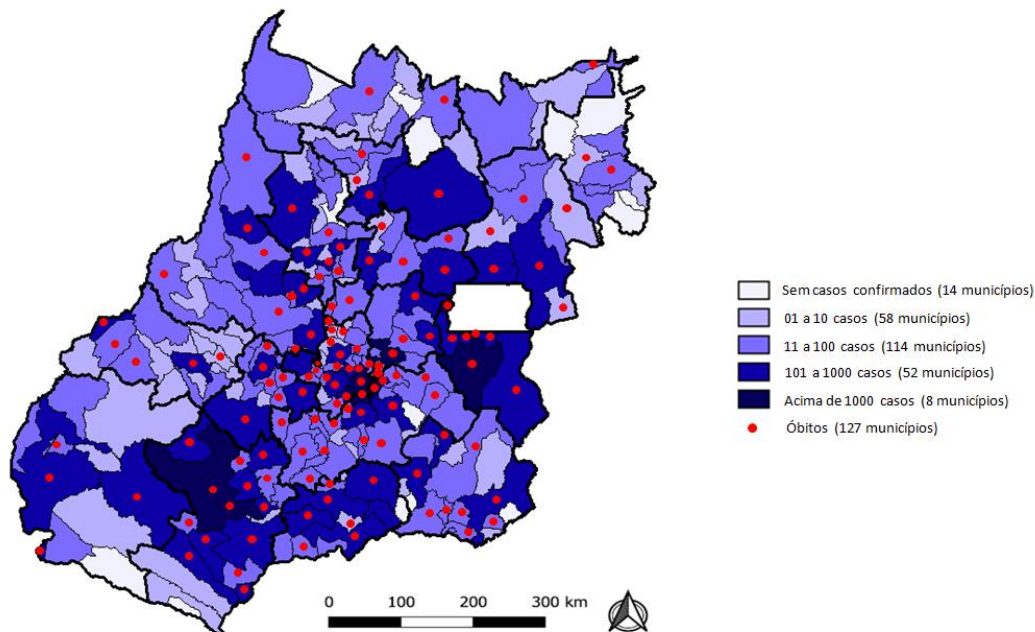 Sem casos confirmados (14 municípios)
01 a 10 casos (58 municípios)
11 a 100 casos (114 municípios)
101 a 1000 casos (52 municípios)
Acima de 1000 casos (8 municípios)
Óbitos (127 municípios)
0 100 200 300 km